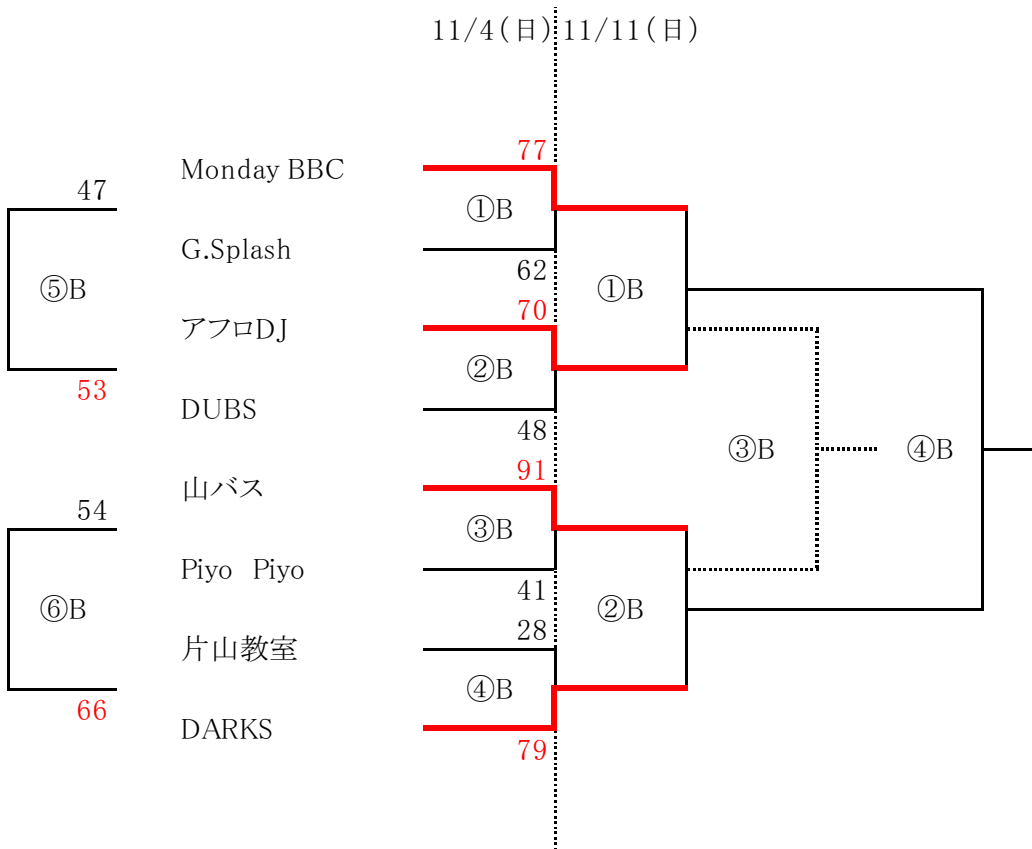 11/4(日) 11/11(日)
77
Monday BBC
47
①B
G.Splash
62
⑤B
①B
70
アフロDJ
②B
53
DUBS
48
③B
④B
91
山バス
54
③B
Piyo Piyo
41
⑥B
②B
28
片山教室
④B
66
DARKS
79